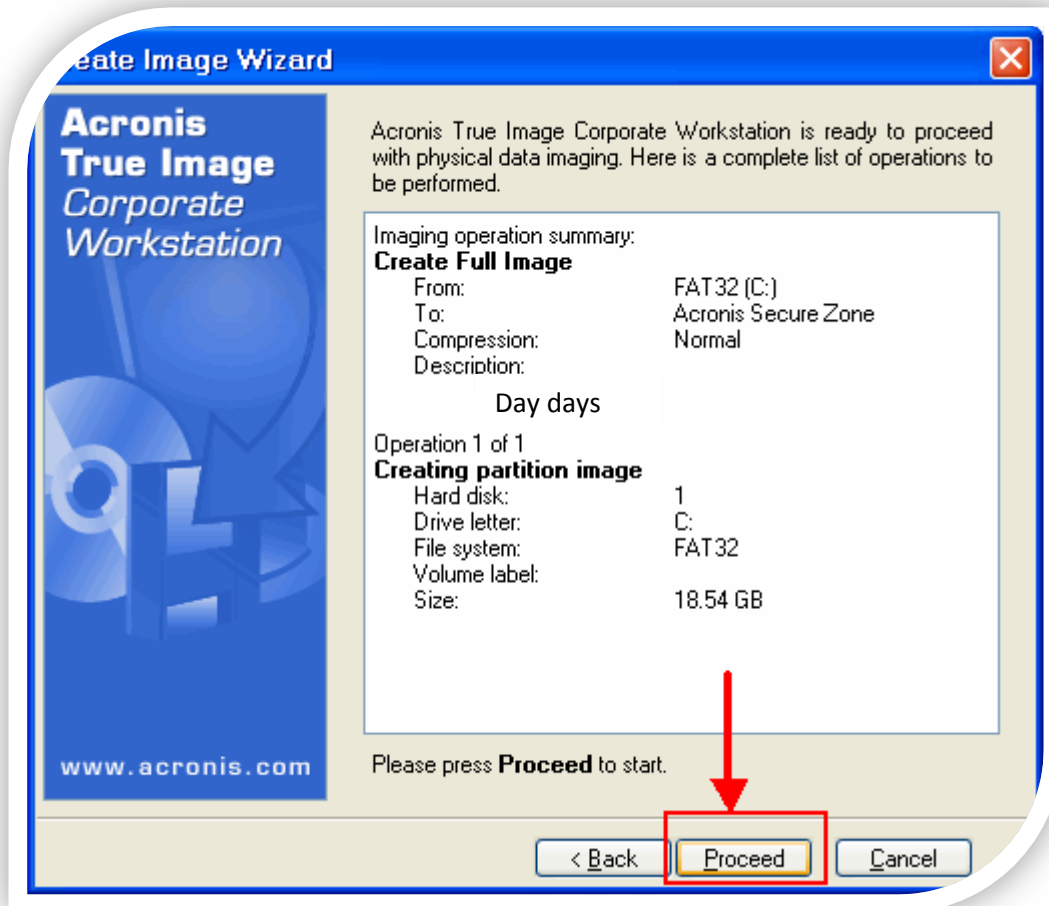 eate Image Wizard
Acronis
True Image
Corporate
Workstation
Acronis True Image Corporate Workstation is ready to proceed
with physical data imaging. Here is a complete list of operations to
be performed.
Imaging operation summary:
Create Full Image
From: FAT32 (C:)
To: Acronis Secure Zone
Compression: Normal
Description:
Day days
Operation 1 of 1
Creating partition image
Hard disk: 1
Drive letter: C:
File system: FAT32
Volume label:
Size: 18.54 GB
www.acronis.com
Please press Proceed to start.
< Back Proceed Cancel